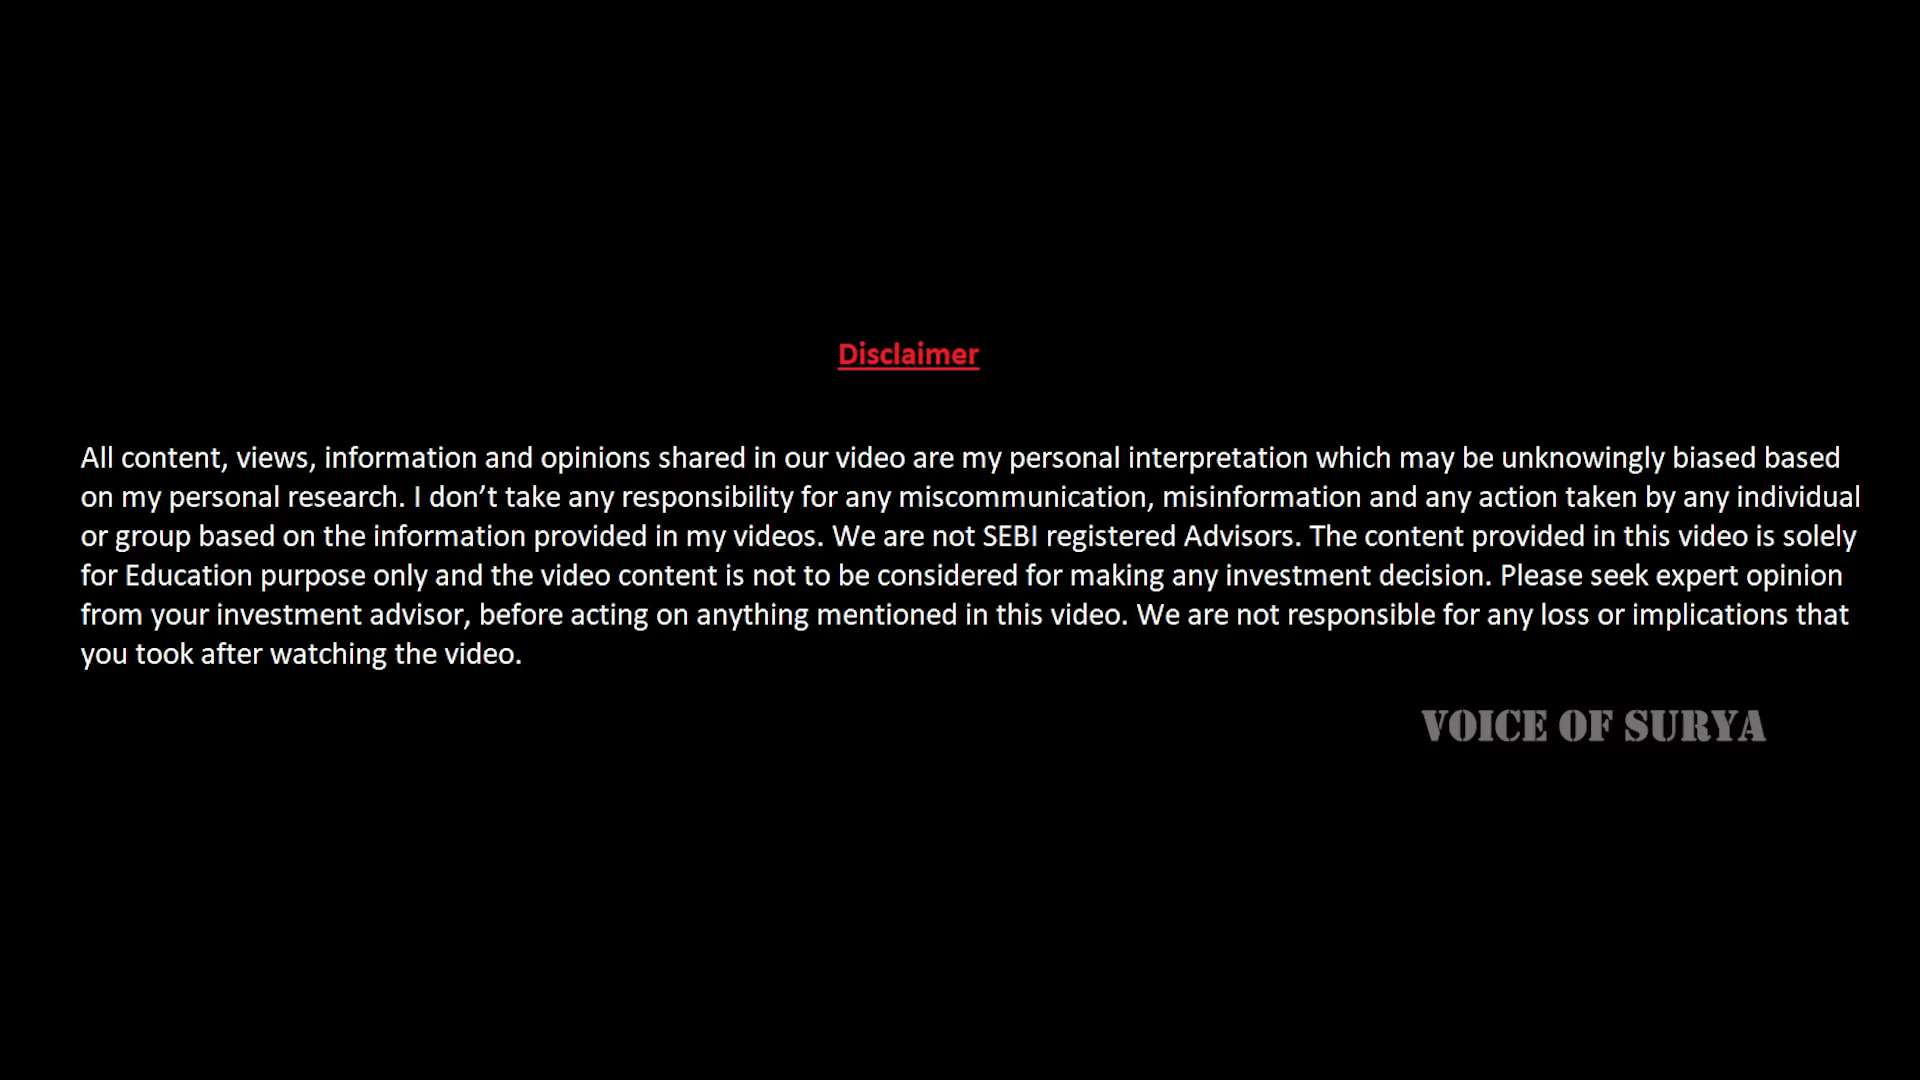 Disclaimer
All content, views, information and opinions shared in our video are my personal interpretation which may be unknowingly biased based
on my personal research. I don’t take any responsibility for any miscommunication, misinformation and any action taken by any individual
or group based on the information provided in my videos. We are not SEBI registered Advisors. The content provided in this video is solely
for Education purpose only and the video content is not to be considered for making any investment decision. Please seek expert opinion
from your investment advisor, before acting on anything mentioned in this video. We are not responsible for any loss or implications that
you took after watching the video.
VOICE OF SURYA